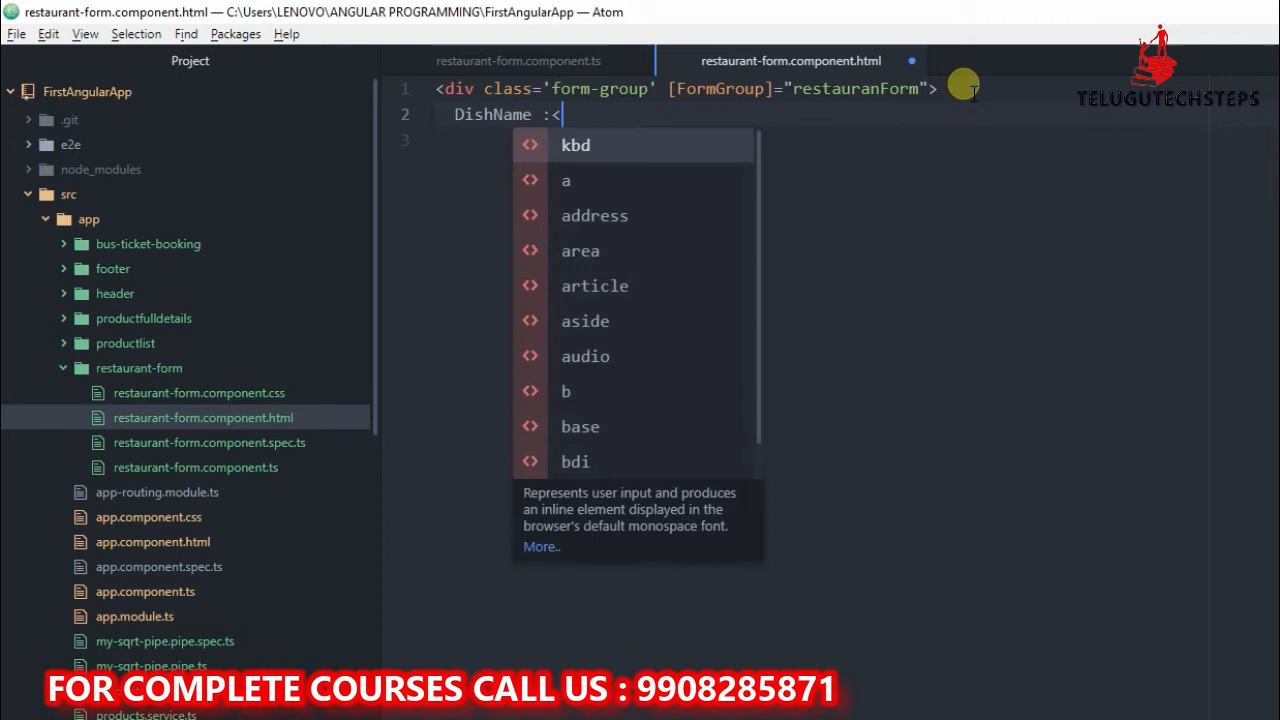 restaurant-form.component.html — C:\Users\LENOVO\ANGULAR PROGRAMMING\FirstAngularApp — Atom
File Edit View Selection Find Packages Help
Project
restaurant-form.component.ts
restaurant-form.component.html
TELUGUTECHSTEPS
FirstAngularApp
.git
e2e
node_modules
src
app
bus-ticket-booking
footer
header
productfulldetails
productlist
restaurant-form
restaurant-form.component.css
restaurant-form.component.html
restaurant-form.component.spec.ts
restaurant-form.component.ts
app-routing.module.ts
app.component.css
app.component.html
app.component.spec.ts
app.component.ts
app.module.ts
my-sqrt-pipe.pipe.spec.ts
my-sqrt-pipe.pipe.ts
products.service.ts
1 <div class='form-group' [FormGroup]="restauranForm">
2 DishName :<
3
<> kbd
<> a
<> address
<> area
<> article
<> aside
<> audio
<> b
<> base
<> bdi
Represents user input and produces
an inline element displayed in the
browser's default monospace font.
More..
FOR COMPLETE COURSES CALL US : 9908285871